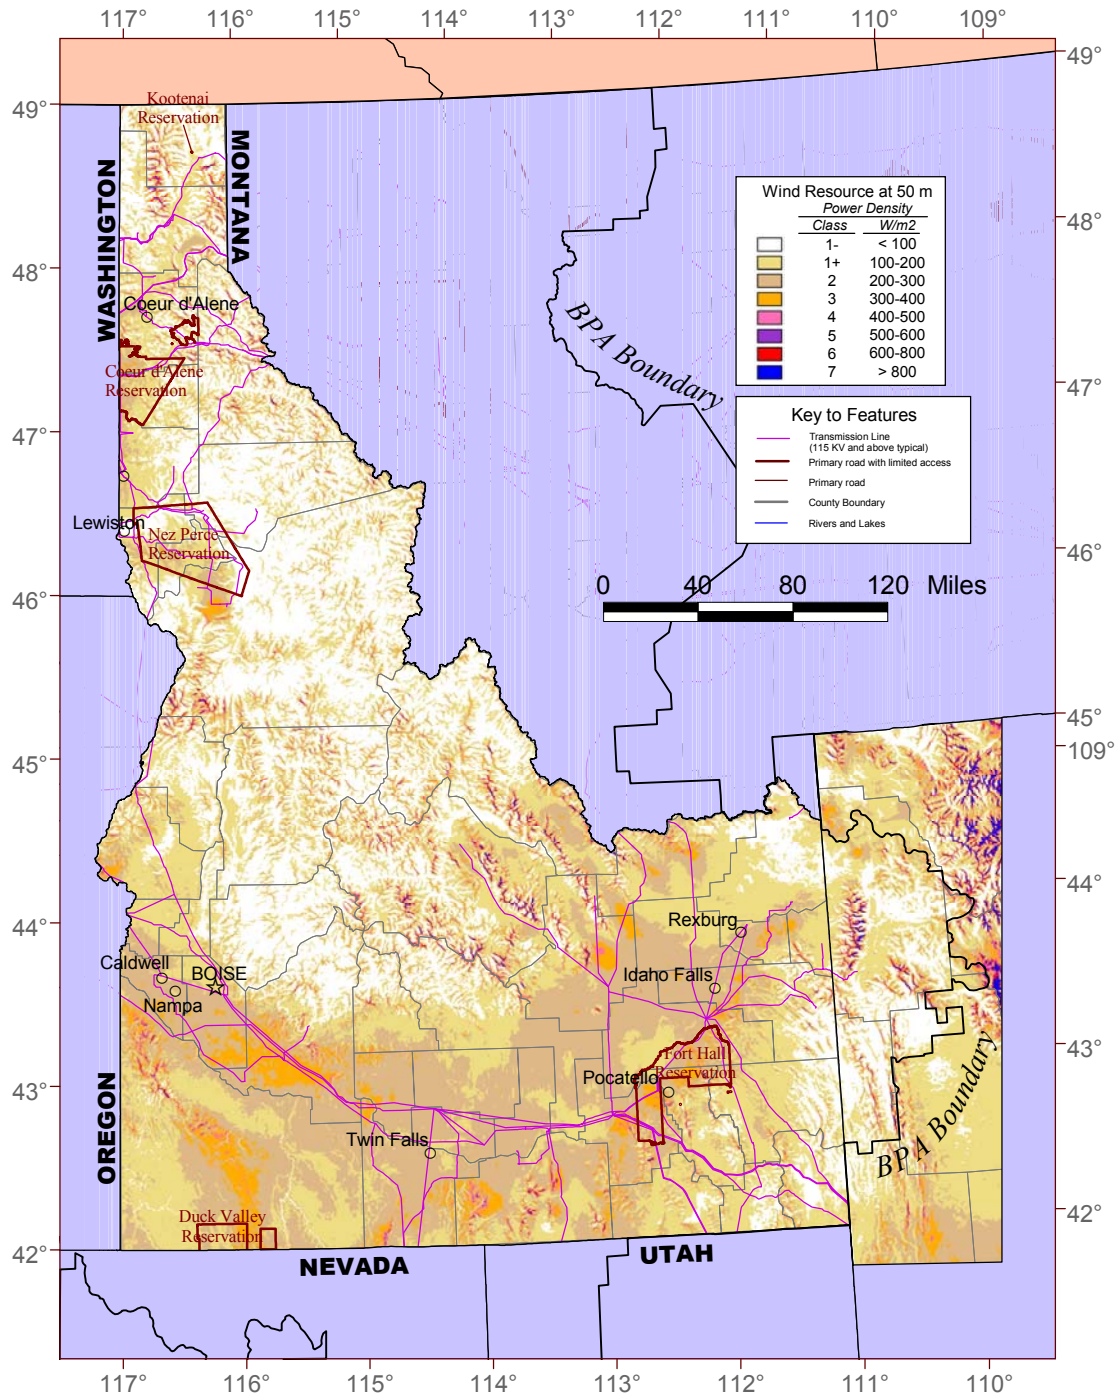 117° 116° 115° 114° 113° 112° 111° 110° 109°
49° 49°
Kootenai
Reservation
WASHINGTON
MONTANA
48° 48°
Wind Resource at 50 m
Power Density
Class W/m2
1- < 100
1+ 100-200
2 200-300
3 300-400
4 400-500
5 500-600
6 600-800
7 > 800
Coeur d'Alene
BPA Boundary
Coeur d'Alene
Reservation
47° 47°
Key to Features
Transmission Line
(115 KV and above typical)
Primary road with limited access
Primary road
County Boundary
Rivers and Lakes
Lewiston
Nez Perce
Reservation
46° 46°
0 40 80 120 Miles
45° 45°
109°
44° 44°
Rexburg
Caldwell
BOISE
Idaho Falls
Nampa
43° 43°
Fort Hall
Reservation
Pocatello
BPA Boundary
OREGON
Twin Falls
Duck Valley
Reservation
42° 42°
NEVADA
UTAH
117° 116° 115° 114° 113° 112° 111° 110°